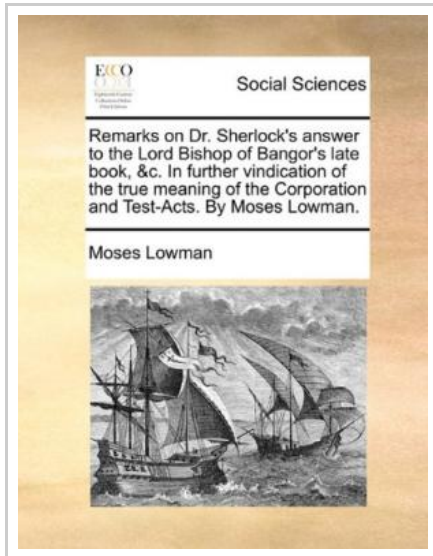 ECCO
Social Sciences
Remarks on Dr. Sherlock's answer
to the Lord Bishop of Bangor's late
book, &c. In further vindication of
the true meaning of the Corporation
and Test-Acts. By Moses Lowman.
Moses Lowman